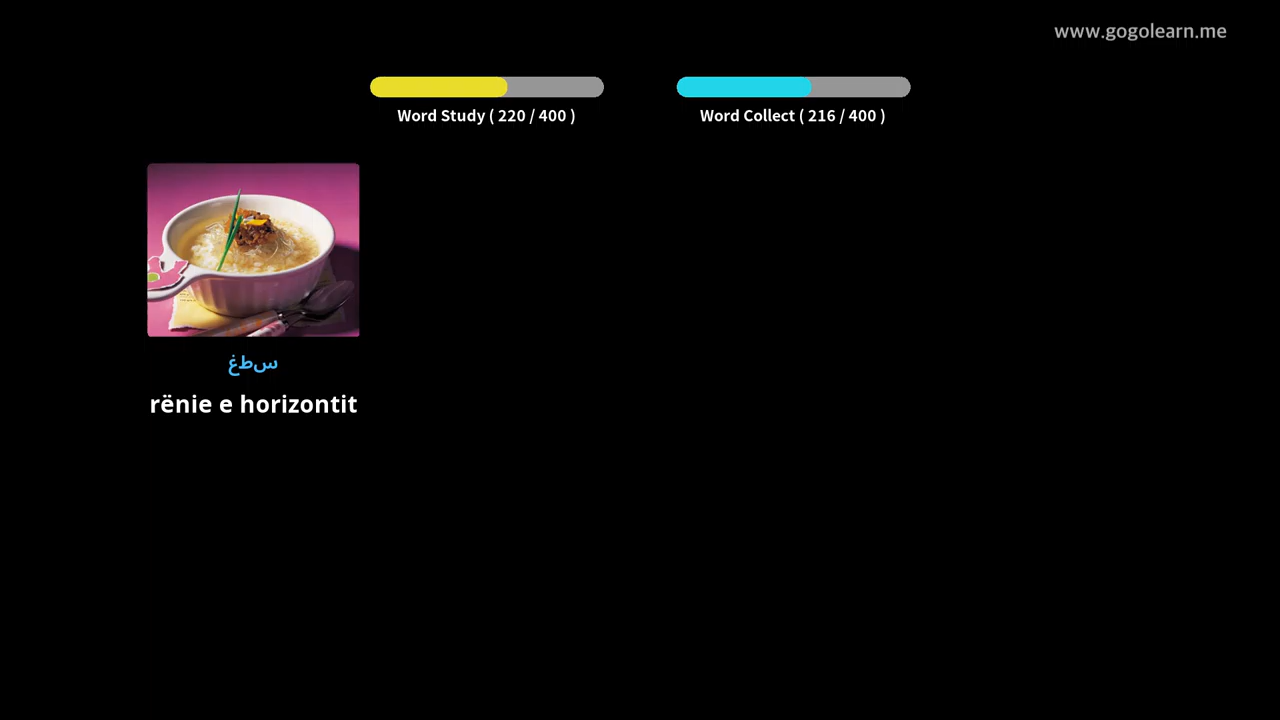 www.gogolearn.me
Word Study ( 220 / 400 )
Word Collect ( 216 / 400 )
سطغ
rënie e horizontit